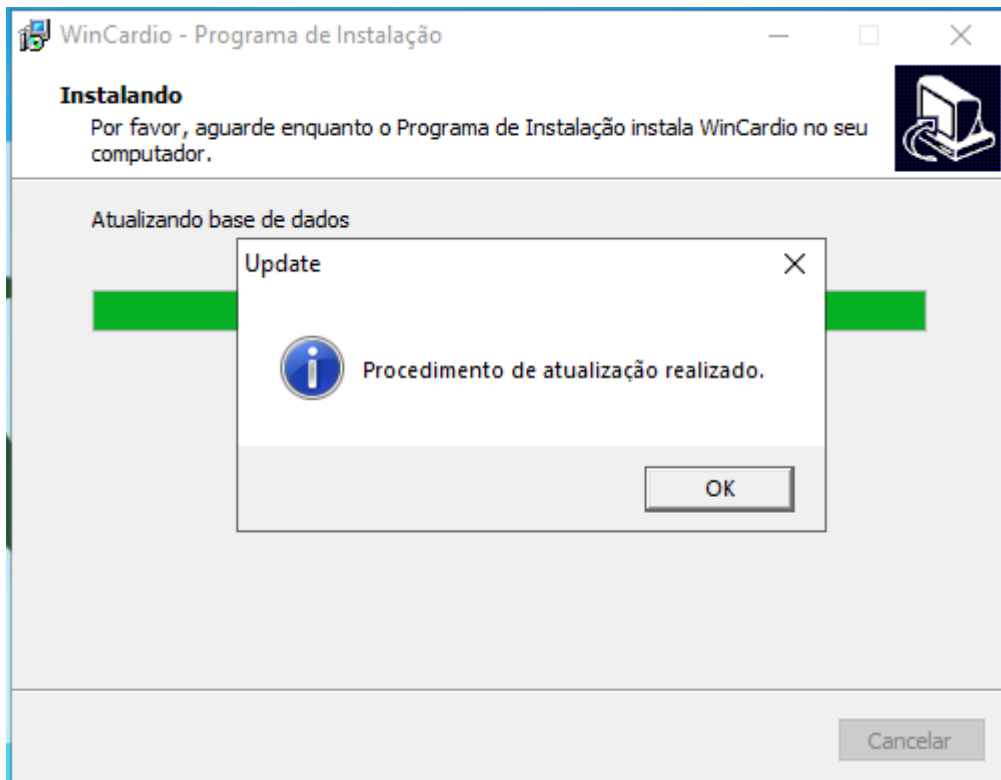 WinCardio - Programa de Instalação
Instalando
Por favor, aguarde enquanto o Programa de Instalação instala WinCardio no seu
computador.
Atualizando base de dados
Update
Procedimento de atualização realizado.
OK
Cancelar